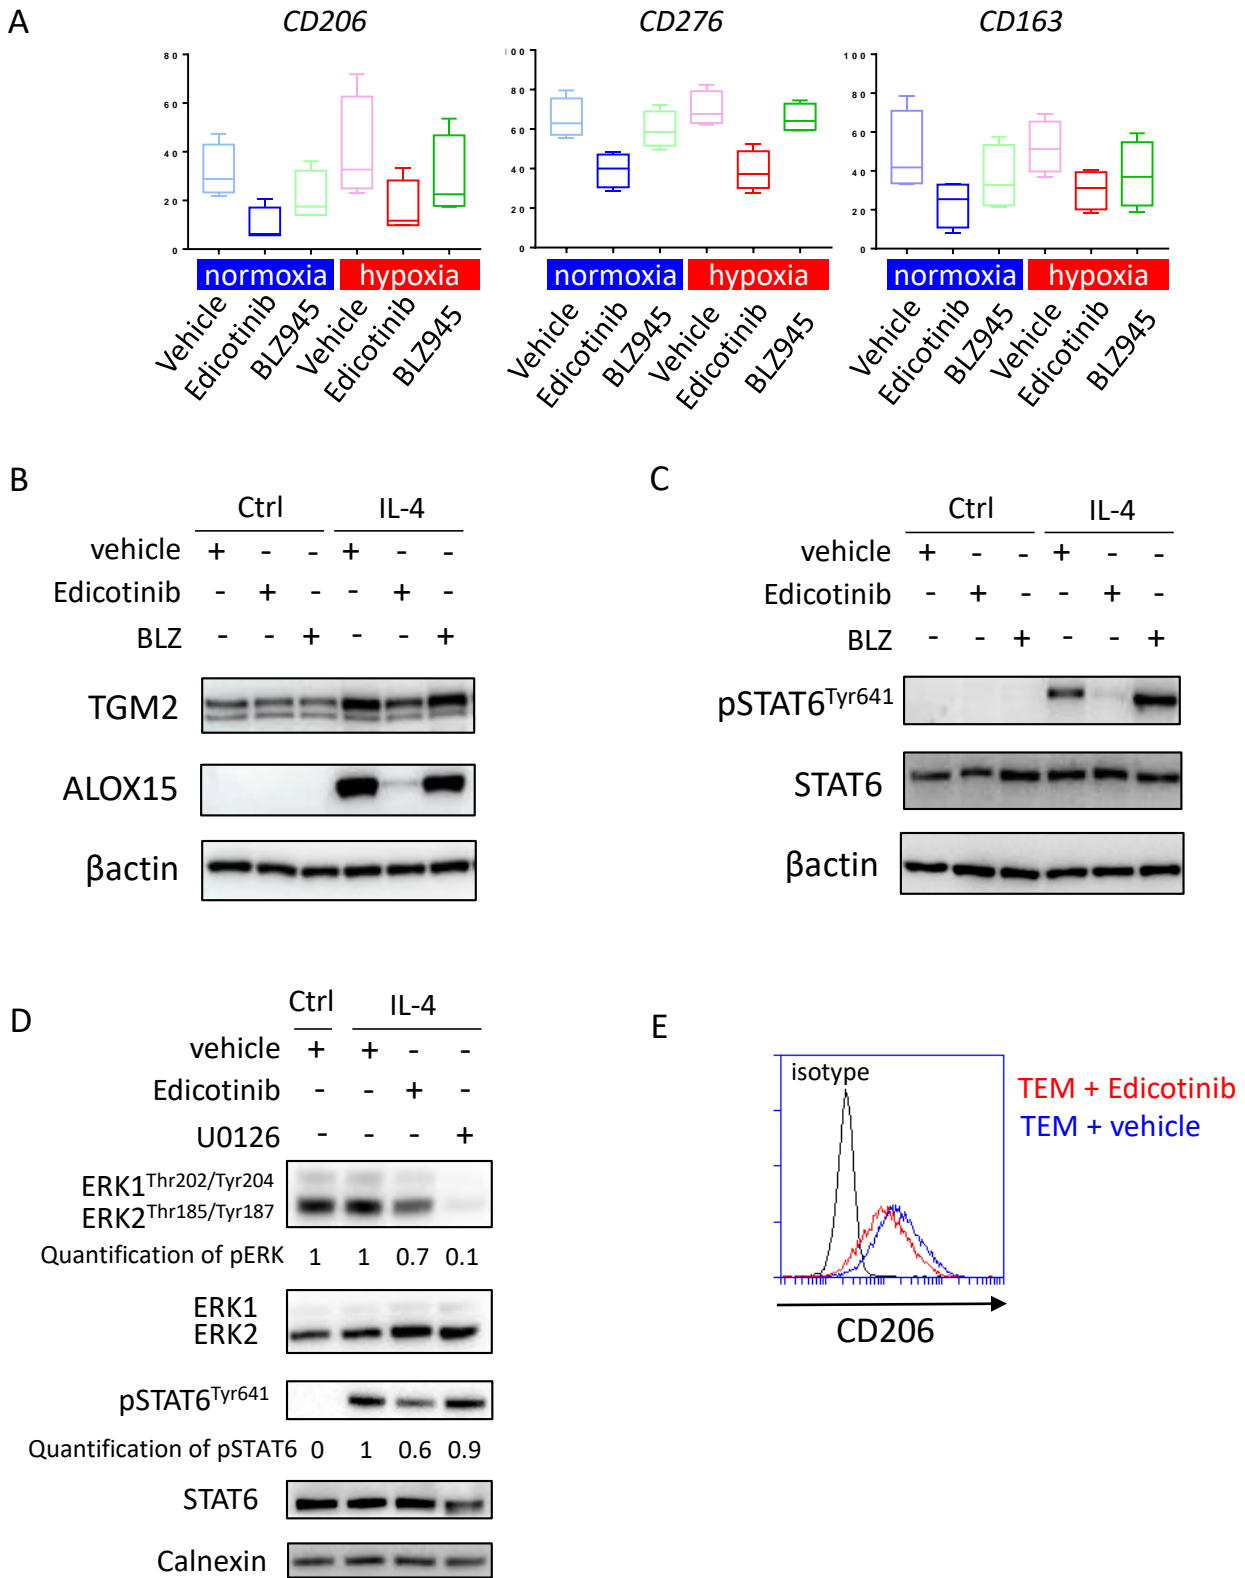 A
CD206
CD276
CD163
80
60
40
20
0
100
80
60
40
20
0
100
80
60
40
20
0
normoxia
hypoxia
normoxia
hypoxia
normoxia
hypoxia
Vehicle
Edicotinib
BLZ945
Vehicle
Edicotinib
BLZ945
Vehicle
Edicotinib
BLZ945
Vehicle
Edicotinib
BLZ945
Vehicle
Edicotinib
BLZ945
Vehicle
Edicotinib
BLZ945
B
Ctrl IL-4
vehicle + - - + - -
Edicotinib - + - - + -
BLZ - - + - - +
TGM2
ALOX15
βactin
C
Ctrl IL-4
vehicle + - - + - -
Edicotinib - + - - + -
BLZ - - + - - +
pSTAT6Tyr641
STAT6
βactin
D
Ctrl IL-4
vehicle + + - -
Edicotinib - - + -
U0126 - - - +
ERK1Thr202/Tyr204
ERK2Thr185/Tyr187
Quantification of pERK 1 1 0.7 0.1
ERK1
ERK2
pSTAT6Tyr641
Quantification of pSTAT6 0 1 0.6 0.9
STAT6
Calnexin
E
isotype
TEM + Edicotinib
TEM + vehicle
CD206